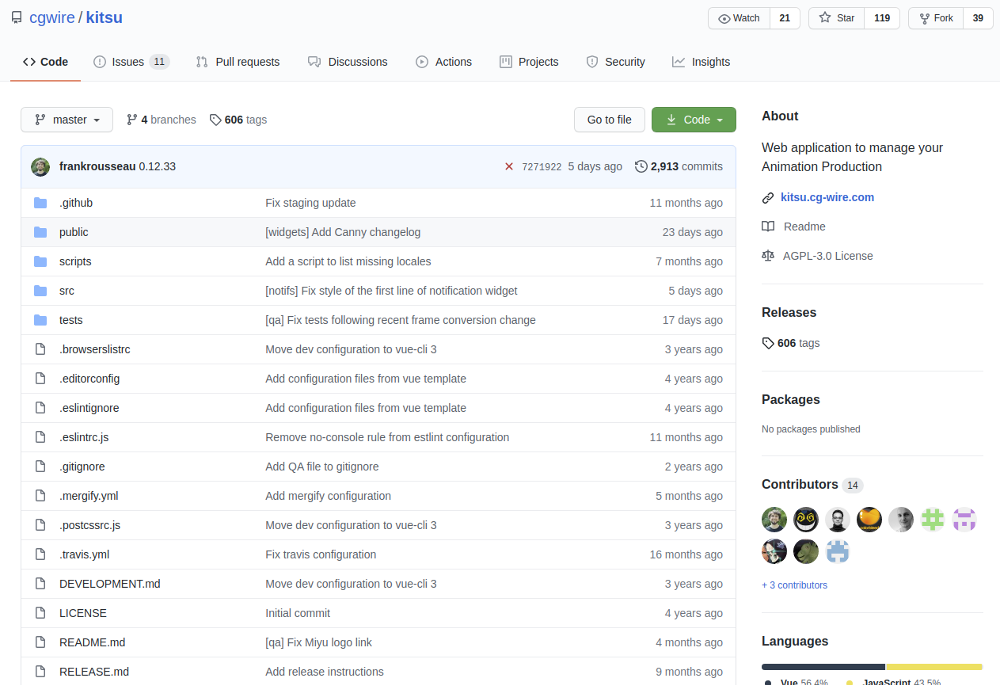 cgwire / kitsu
Watch 21
Star 119
Fork 39
Code
Issues 11
Pull requests
Discussions
Actions
Projects
Security
Insights
master
4 branches
606 tags
Go to file
Code
frankrousseau 0.12.33 7271922 5 days ago 2,913 commits
.github Fix staging update 11 months ago
public [widgets] Add Canny changelog 23 days ago
scripts Add a script to list missing locales 7 months ago
src [notifs] Fix style of the first line of notification widget 5 days ago
tests [qa] Fix tests following recent frame conversion change 17 days ago
.browserslistrc Move dev configuration to vue-cli 3 3 years ago
.editorconfig Add configuration files from vue template 4 years ago
.eslintignore Add configuration files from vue template 4 years ago
.eslintrc.js Remove no-console rule from estlint configuration 11 months ago
.gitignore Add QA file to gitignore 2 years ago
.mergify.yml Add mergify configuration 5 months ago
.postcssrc.js Move dev configuration to vue-cli 3 3 years ago
.travis.yml Fix travis configuration 16 months ago
DEVELOPMENT.md Move dev configuration to vue-cli 3 3 years ago
LICENSE Initial commit 4 years ago
README.md [qa] Fix Miyu logo link 4 months ago
RELEASE.md Add release instructions 9 months ago
About
Web application to manage your
Animation Production
kitsu.cg-wire.com
Readme
AGPL-3.0 License
Releases
606 tags
Packages
No packages published
Contributors 14
+ 3 contributors
Languages
Vue 56.4% JavaScript 43.5%